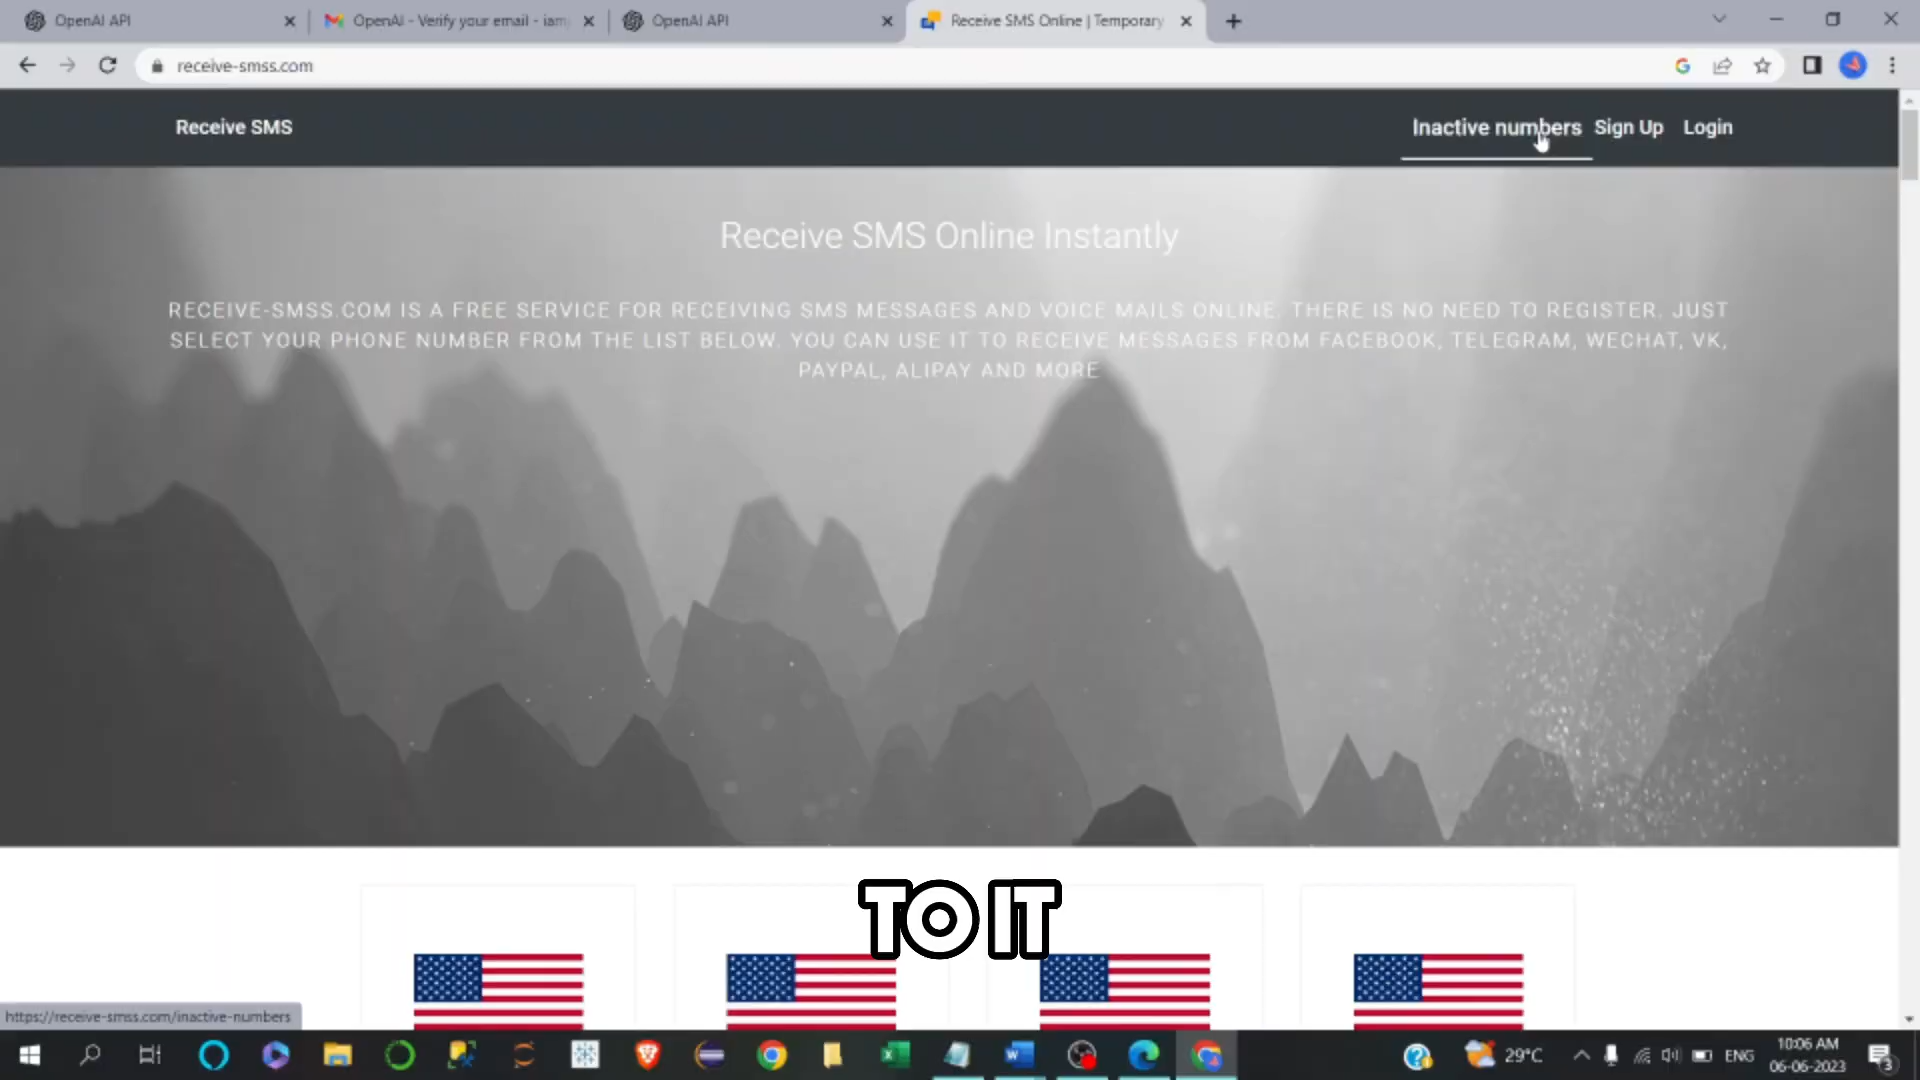 OpenAI API
OpenAI - Verify your email - iam
OpenAI API
Receive SMS Online | Temporary
receive-smss.com
Receive SMS
Inactive numbers
Sign Up
Login
Receive SMS Online Instantly
RECEIVE-SMSS.COM IS A FREE SERVICE FOR RECEIVING SMS MESSAGES AND VOICE MAILS ONLINE. THERE IS NO NEED TO REGISTER. JUST
SELECT YOUR PHONE NUMBER FROM THE LIST BELOW. YOU CAN USE IT TO RECEIVE MESSAGES FROM FACEBOOK, TELEGRAM, WECHAT, VK,
PAYPAL, ALIPAY AND MORE
TO IT
https://receive-smss.com/inactive-numbers
29°C
ENG
10:06 AM
06-06-2023
3